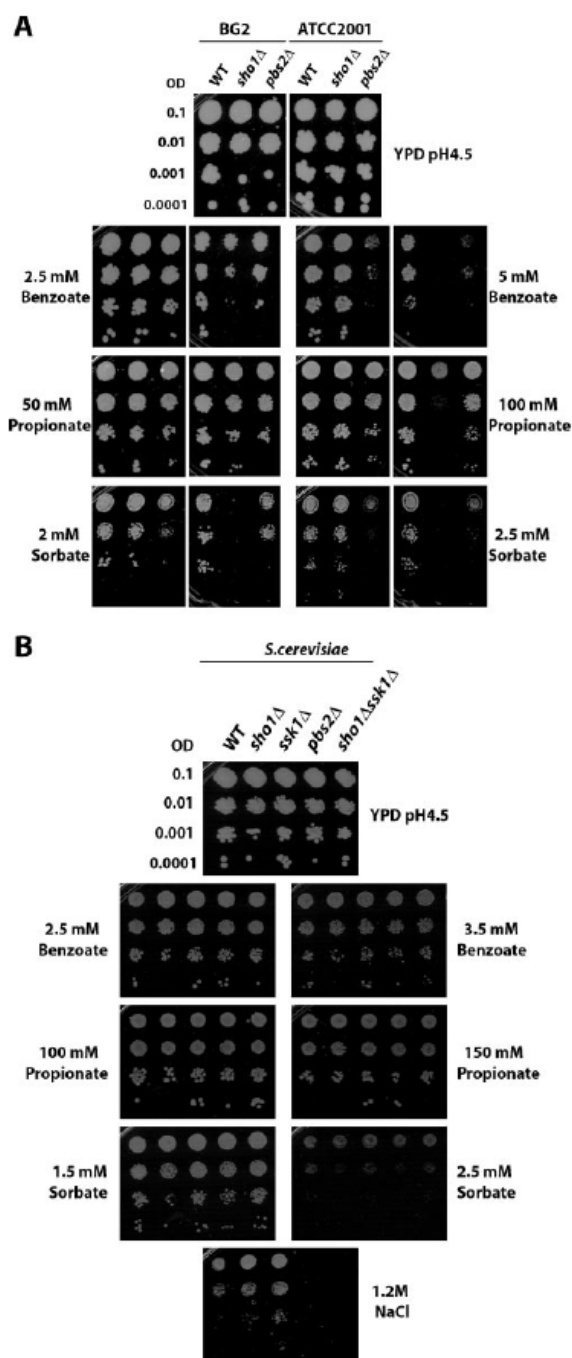 A
BG2 ATCC2001
OD WT sho1Δ pbs2Δ WT sho1Δ pbs2Δ
0.1
0.01
YPD pH4.5
0.001
0.0001
2.5 mM
Benzoate
5 mM
Benzoate
50 mM
Propionate
100 mM
Propionate
2 mM
Sorbate
2.5 mM
Sorbate
B
S.cerevisiae
OD WT sho1Δ ssk1Δ pbs2Δ sho1Δssk1Δ
0.1
0.01
YPD pH4.5
0.001
0.0001
2.5 mM
Benzoate
3.5 mM
Benzoate
100 mM
Propionate
150 mM
Propionate
1.5 mM
Sorbate
2.5 mM
Sorbate
1.2M
NaCl